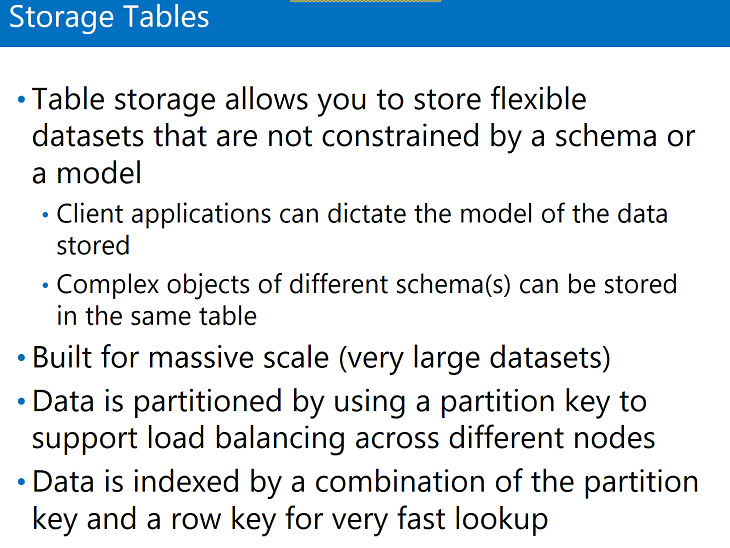 Storage Tables
• Table storage allows you to store flexible
datasets that are not constrained by a schema or
a model
• Client applications can dictate the model of the data
stored
• Complex objects of different schema(s) can be stored
in the same table
• Built for massive scale (very large datasets)
• Data is partitioned by using a partition key to
support load balancing across different nodes
• Data is indexed by a combination of the partition
key and a row key for very fast lookup